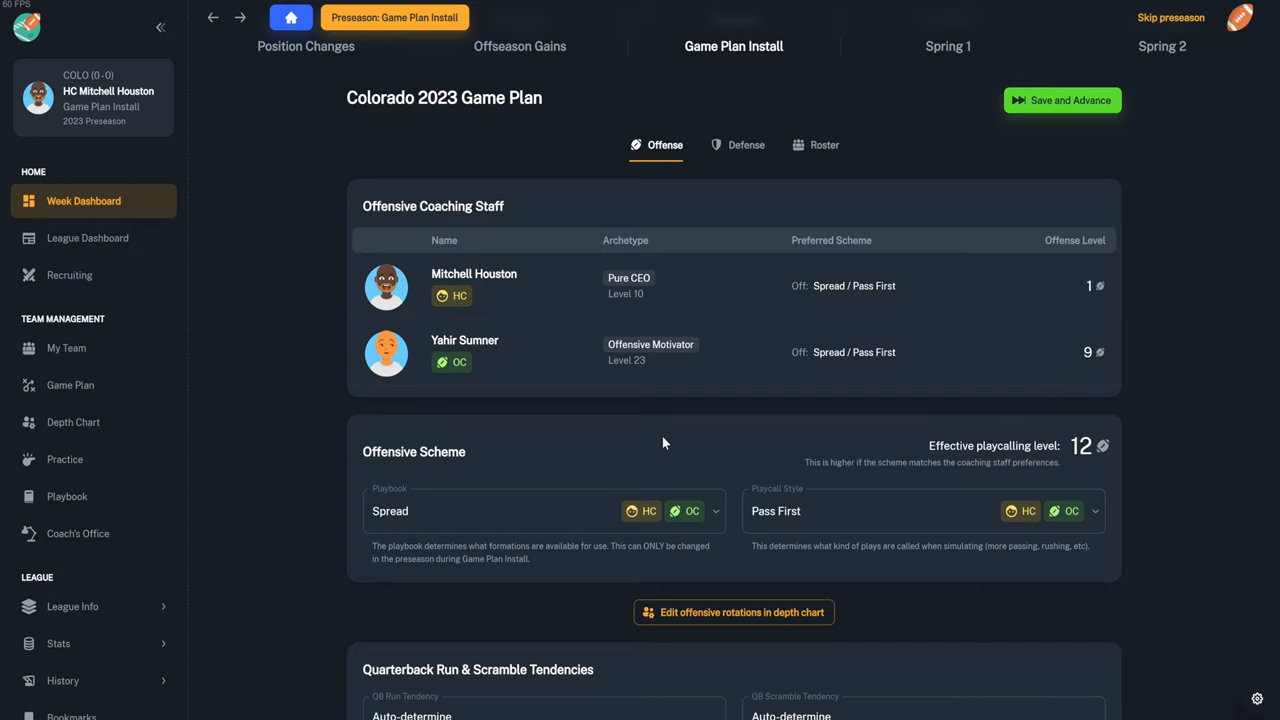 60 FPS
Preseason: Game Plan Install
Skip preseason
Position Changes
Offseason Gains
Game Plan Install
Spring 1
Spring 2
COLO (0-0)
HC Mitchell Houston
Game Plan Install
2023 Preseason
HOME
Week Dashboard
League Dashboard
Recruiting
TEAM MANAGEMENT
My Team
Game Plan
Depth Chart
Practice
Playbook
Coach's Office
LEAGUE
League Info
Stats
History
Bookmarks
Colorado 2023 Game Plan
Save and Advance
Offense
Defense
Roster
Offensive Coaching Staff
Name
Archetype
Preferred Scheme
Offense Level
Mitchell Houston
HC
Pure CEO
Level 10
Off: Spread / Pass First
1
Yahir Sumner
OC
Offensive Motivator
Level 23
Off: Spread / Pass First
9
Offensive Scheme
Effective playcalling level: 12
This is higher if the scheme matches the coaching staff preferences.
Playbook
Spread
HC
OC
The playbook determines what formations are available for use. This can ONLY be changed
in the preseason during Game Plan Install.
Playcall Style
Pass First
HC
OC
This determines what kind of plays are called when simulating (more passing, rushing, etc).
Edit offensive rotations in depth chart
Quarterback Run & Scramble Tendencies
QB Run Tendency
Auto-determine
QB Scramble Tendency
Auto-determine